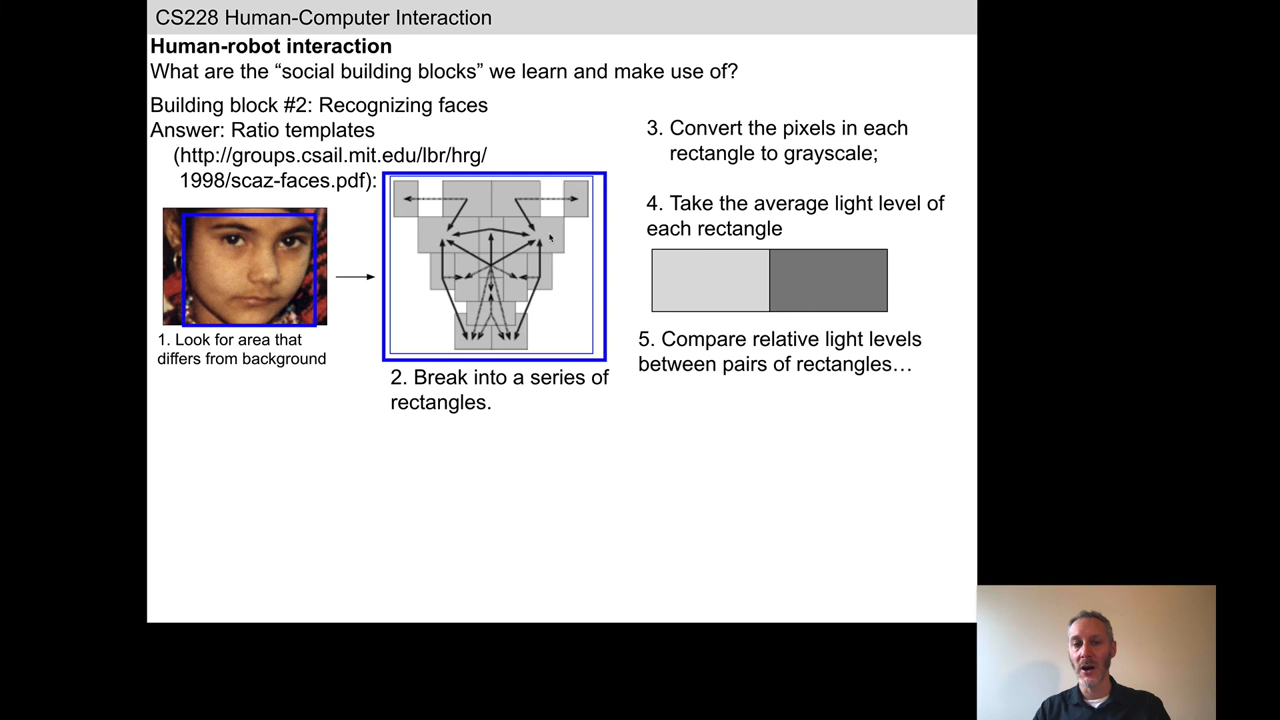 CS228 Human-Computer Interaction
Human-robot interaction
What are the “social building blocks” we learn and make use of?
Building block #2: Recognizing faces
Answer: Ratio templates
(http://groups.csail.mit.edu/lbr/hrg/
1998/scaz-faces.pdf):
1. Look for area that
differs from background
2. Break into a series of
rectangles.
3. Convert the pixels in each
rectangle to grayscale;
4. Take the average light level of
each rectangle
5. Compare relative light levels
between pairs of rectangles…